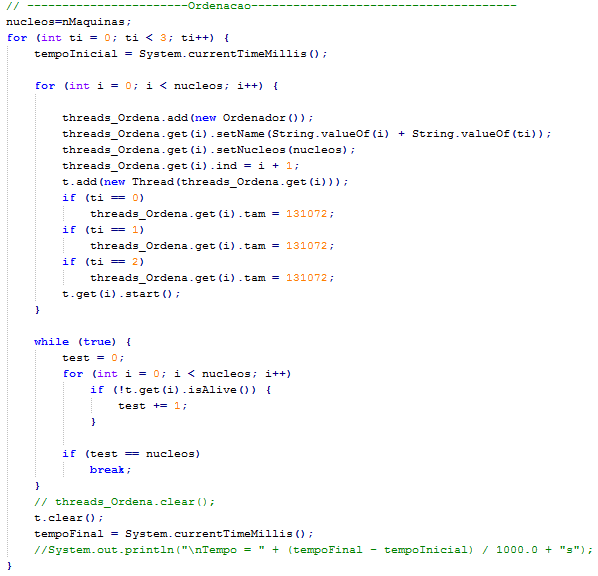 // -----------------------Ordenacao--------------------------------------
nucleos=nMaquinas;
for (int ti = 0; ti < 3; ti++) {
    tempoInicial = System.currentTimeMillis();

    for (int i = 0; i < nucleos; i++) {

        threads_Ordena.add(new Ordenador());
        threads_Ordena.get(i).setName(String.valueOf(i) + String.valueOf(ti));
        threads_Ordena.get(i).setNucleos(nucleos);
        threads_Ordena.get(i).ind = i + 1;
        t.add(new Thread(threads_Ordena.get(i)));
        if (ti == 0)
            threads_Ordena.get(i).tam = 131072;
        if (ti == 1)
            threads_Ordena.get(i).tam = 131072;
        if (ti == 2)
            threads_Ordena.get(i).tam = 131072;
        t.get(i).start();
    }

    while (true) {
        test = 0;
        for (int i = 0; i < nucleos; i++)
            if (!t.get(i).isAlive()) {
                test += 1;
            }

        if (test == nucleos)
            break;
    }
    // threads_Ordena.clear();
    t.clear();
    tempoFinal = System.currentTimeMillis();
    //System.out.println("\nTempo = " + (tempoFinal - tempoInicial) / 1000.0 + "s");
}